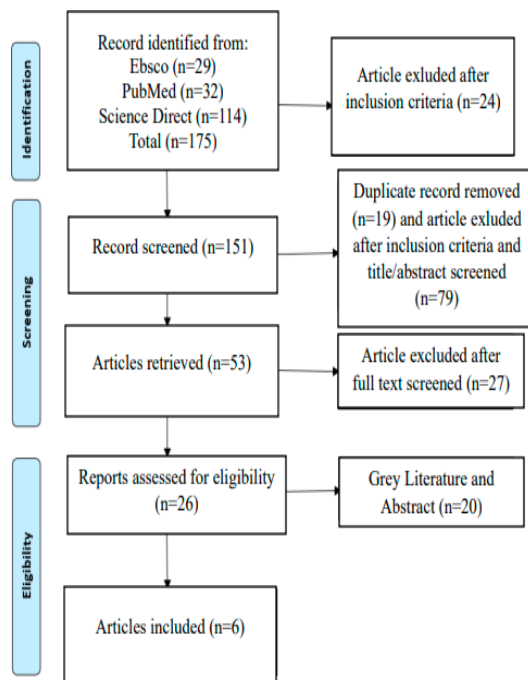 Identification
Record identified from:
Ebsco (n=29)
PubMed (n=32)
Science Direct (n=114)
Total (n=175)
Article exluded after
inclusion criteria (n=24)
Screening
Record screened (n=151)
Duplicate record removed
(n=19) and article exluded
after inclusion criteria and
title/abstract screened
(n=79)
Articles retrieved (n=53)
Article excluded after
full text screened (n=27)
Eligibility
Reports assessed for eligibility
(n=26)
Grey Literature and
Abstract (n=20)
Articles included (n=6)